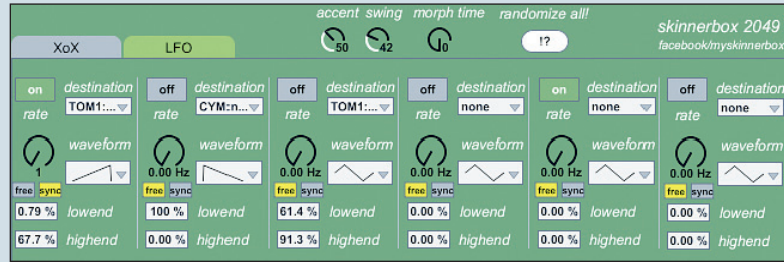 accent swing morph time randomize all!
50 42 0 !?
skinnerbox 2049
facebook/myskinnerbox
XoX LFO
on destination off destination off destination off destination on destination off destination
rate TOM1:... rate CYM:n... rate TOM1:... rate none rate none rate none
waveform waveform waveform waveform waveform waveform
1 0.00 Hz 0.00 Hz 0.00 Hz 0.00 Hz 0.00 Hz
free sync free sync free sync free sync free sync free sync
0.79 % lowend 100 % lowend 61.4 % lowend 0.00 % lowend 0.00 % lowend 0.00 % lowend
67.7 % highend 0.00 % highend 91.3 % highend 0.00 % highend 0.00 % highend 0.00 % highend